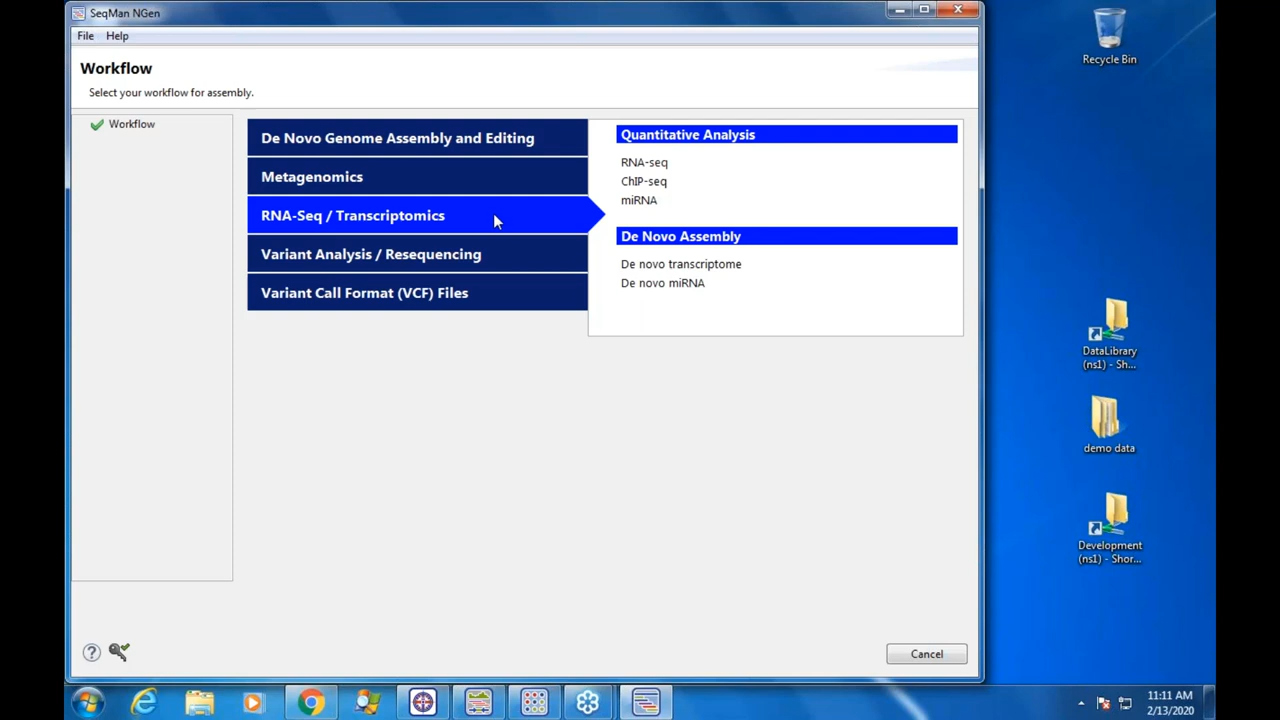 SeqMan NGen
File Help
Workflow
Select your workflow for assembly.
Workflow
De Novo Genome Assembly and Editing
Metagenomics
RNA-Seq / Transcriptomics
Variant Analysis / Resequencing
Variant Call Format (VCF) Files
Quantitative Analysis
RNA-seq
ChIP-seq
miRNA
De Novo Assembly
De novo transcriptome
De novo miRNA
Cancel
Recycle Bin
DataLibrary
(ns1) - Sh...
demo data
Development
(ns1) - Shor...
11:11 AM
2/13/2020